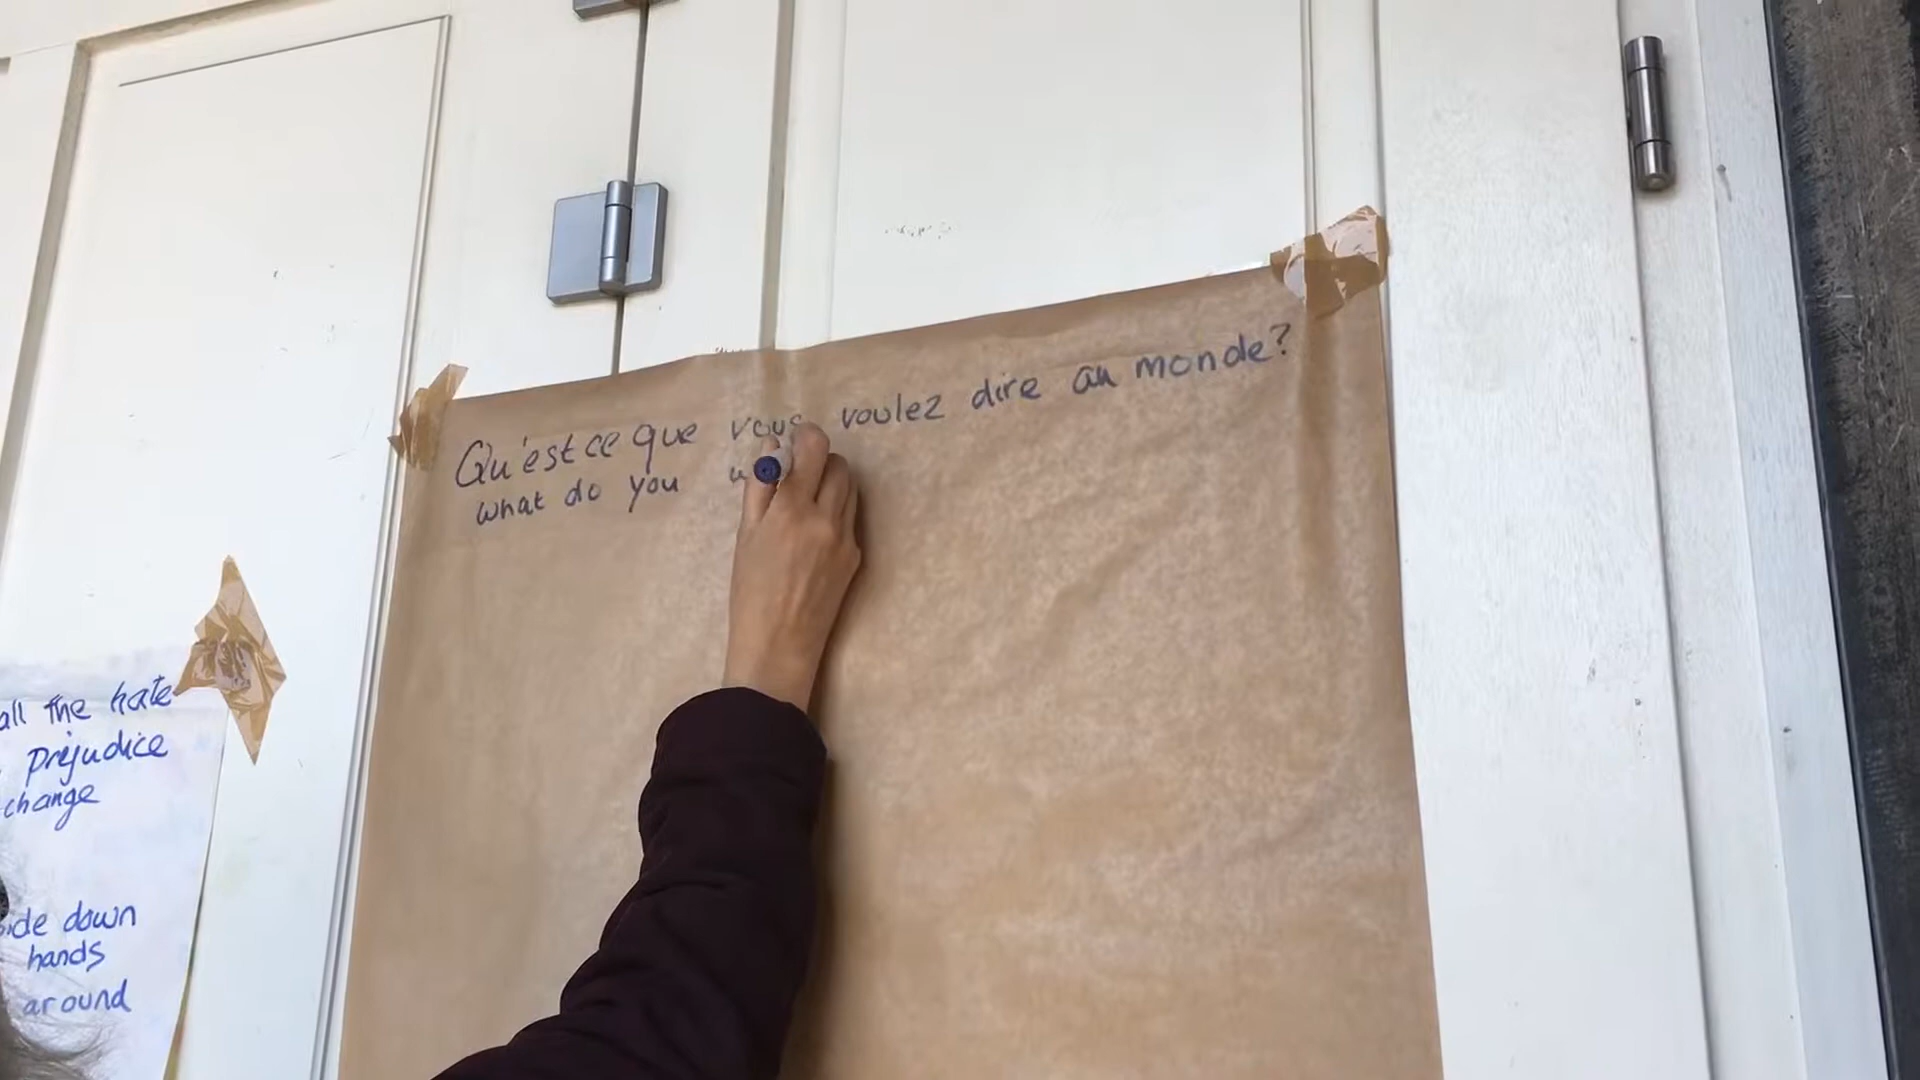 Qu'est ce que vous voulez dire au monde?
what do you
all the hate
prejudice
change
down
hands
around